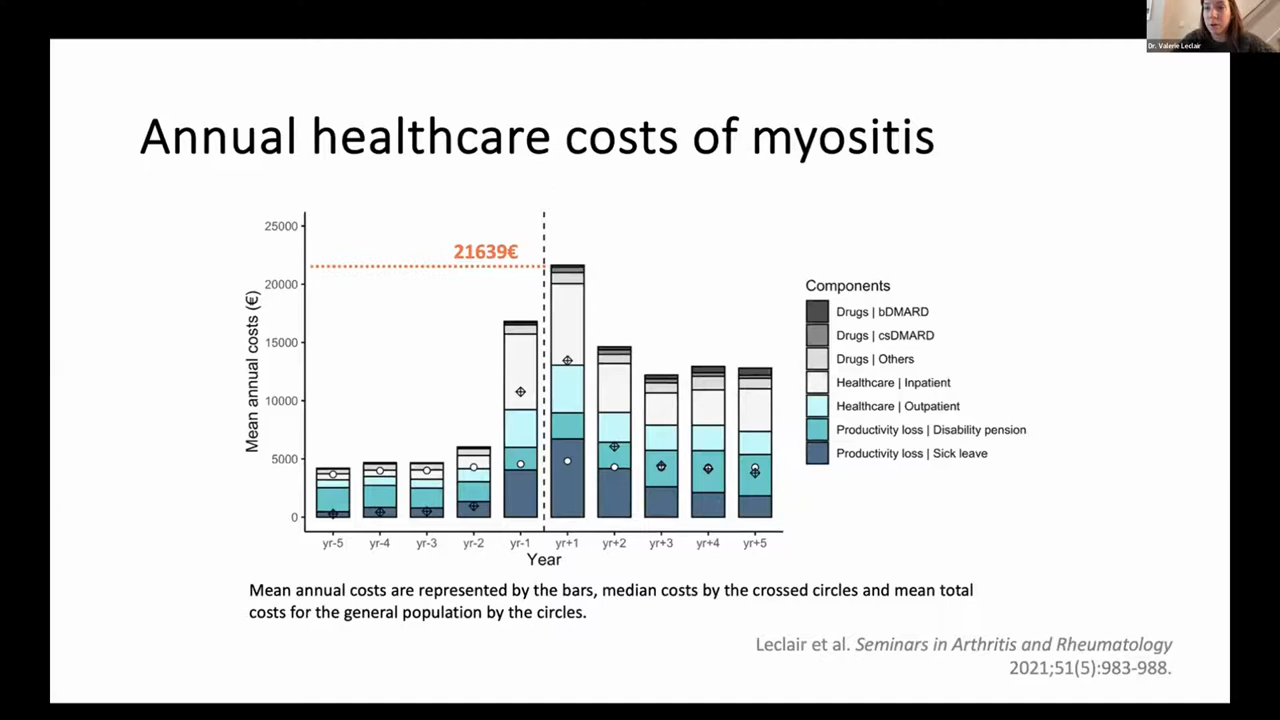 Dr. Valerie Leclair
Annual healthcare costs of myositis
25000
20000
15000
10000
5000
0
Mean annual costs (€)
21639€
yr-5 yr-4 yr-3 yr-2 yr-1 yr+1 yr+2 yr+3 yr+4 yr+5
Year
Components
Drugs | bDMARD
Drugs | csDMARD
Drugs | Others
Healthcare | Inpatient
Healthcare | Outpatient
Productivity loss | Disability pension
Productivity loss | Sick leave
Mean annual costs are represented by the bars, median costs by the crossed circles and mean total
costs for the general population by the circles.
Leclair et al. Seminars in Arthritis and Rheumatology
2021;51(5):983-988.